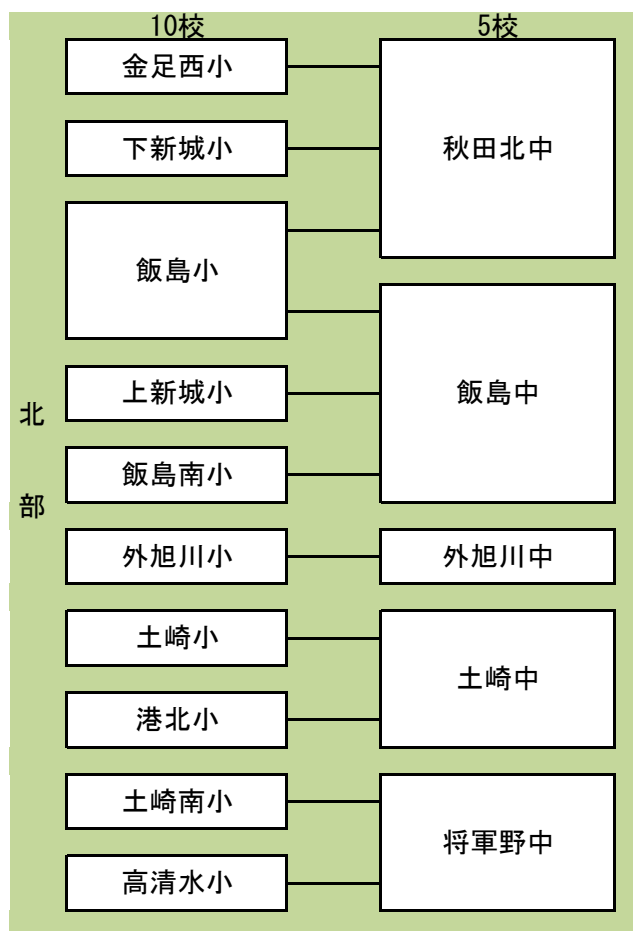 10校
5校
金足西小
秋田北中
下新城小
飯島小
飯島中
上新城小
飯島南小
北部
外旭川小
外旭川中
土崎小
土崎中
港北小
土崎南小
将軍野中
高清水小